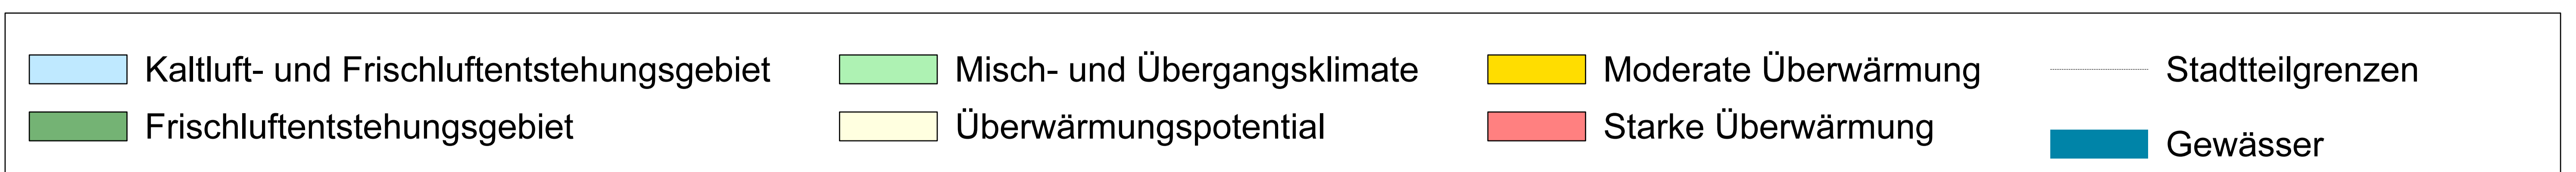 Kaltluft- und Frischluftentstehungsgebiet
Frischluftentstehungsgebiet
Misch- und Übergangsklimate
Überwärmungspotential
Moderate Überwärmung
Starke Überwärmung
Stadtteilgrenzen
Gewässer